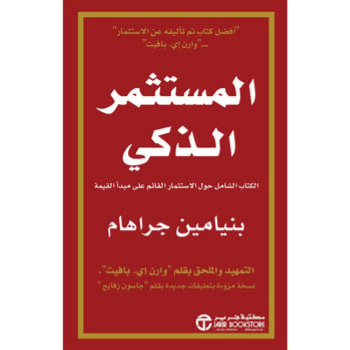 "أفضل كتاب تم تأليفه عن الاستثمار"
ــ"وارن إي. بافيت"
المستثمر
الذكي
الكتاب الشامل حول الاستثمار القائم على مبدأ القيمة
بنيامين جراهام
التمهيد والملحق بقلم "وارن إي. بافيت".
نسخة مزودة بتعليقات جديدة بقلم "جاسون زفايج"
مكتبة جرير
JARIR BOOKSTORE